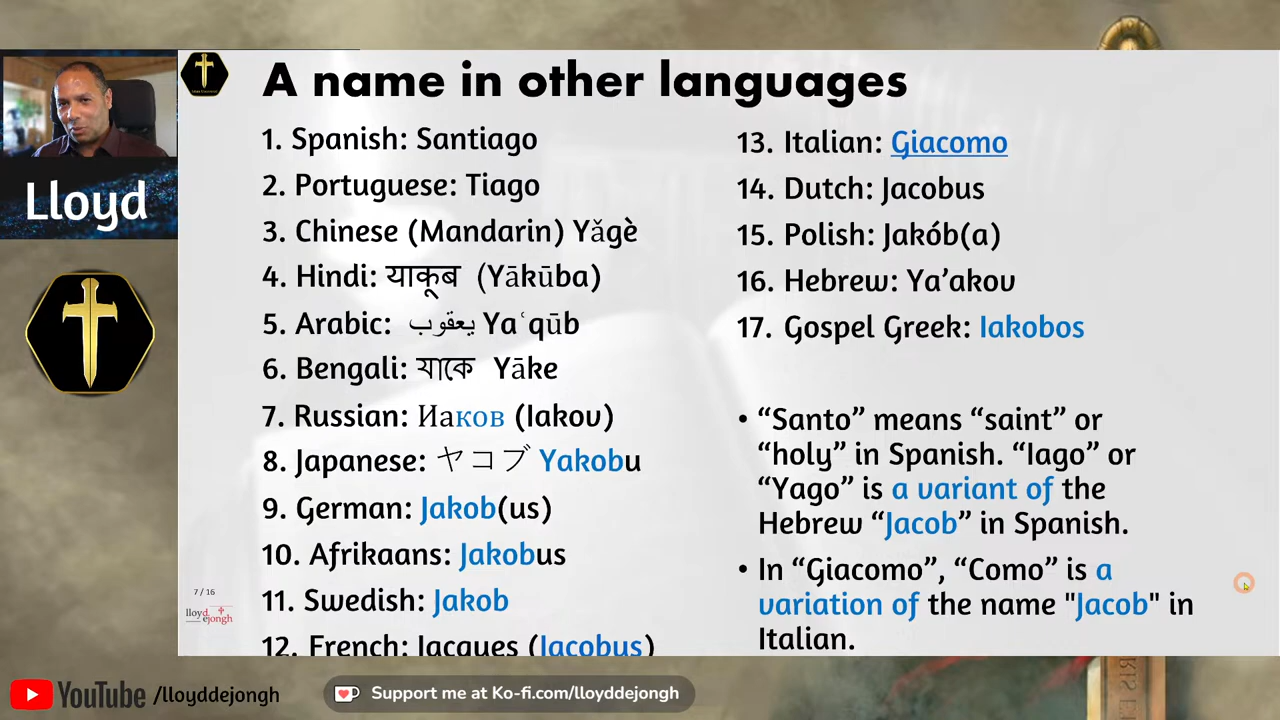 A name in other languages
1. Spanish: Santiago
2. Portuguese: Tiago
3. Chinese (Mandarin) Yǎgè
4. Hindi: याकूब (Yākūba)
5. Arabic: يعقوب Yaʿqūb
6. Bengali: যাকে Yāke
7. Russian: Иаков (Iakov)
8. Japanese: ヤコブ Yakobu
9. German: Jakob(us)
10. Afrikaans: Jakobus
11. Swedish: Jakob
12. French: Jacques (Jacobus)
13. Italian: Giacomo
14. Dutch: Jacobus
15. Polish: Jakób(a)
16. Hebrew: Ya’akov
17. Gospel Greek: Iakobos
• “Santo” means “saint” or
“holy” in Spanish. “Iago” or
“Yago” is a variant of the
Hebrew “Jacob” in Spanish.
• In “Giacomo”, “Como” is a
variation of the name "Jacob" in
Italian.
Lloyd
7 / 16
lloyd
dejongh
YouTube /lloyddejongh
Support me at Ko-fi.com/lloyddejongh